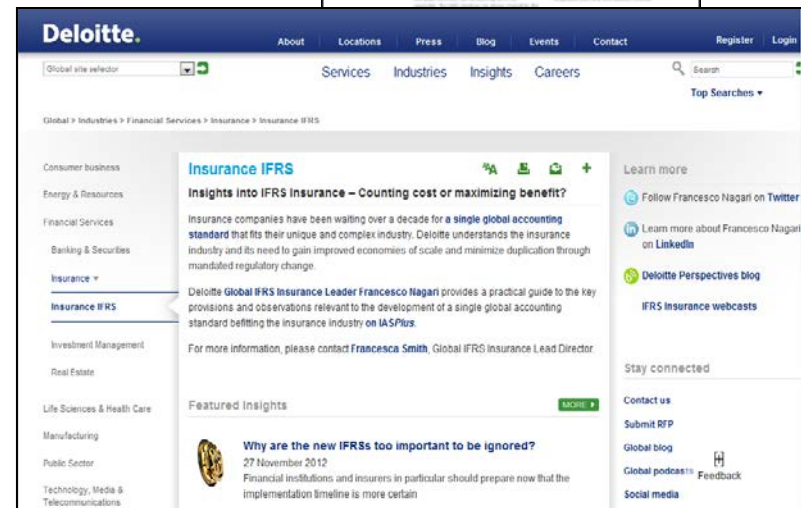 Deloitte.
About
Locations
Press
Blog
Events
Contact
Register
Login
Global site selector
Services
Industries
Insights
Careers
Search
Top Searches
Global > Industries > Financial Services > Insurance > Insurance IFRS
Consumer business
Energy & Resources
Financial Services
Banking & Securities
Insurance
Insurance IFRS
Investment Management
Real Estate
Life Sciences & Health Care
Manufacturing
Public Sector
Technology, Media &
Telecommunications
Insurance IFRS
Insights into IFRS Insurance – Counting cost or maximizing benefit?
Insurance companies have been waiting over a decade for a single global accounting
standard that fits their unique and complex industry. Deloitte understands the insurance
industry and its need to gain improved economies of scale and minimize duplication through
mandated regulatory change.
Deloitte Global IFRS Insurance Leader Francesco Nagari provides a practical guide to the key
provisions and observations relevant to the development of a single global accounting
standard befitting the insurance industry on IASPlus.
For more information, please contact Francesca Smith, Global IFRS Insurance Lead Director.
Featured Insights
MORE
Why are the new IFRSs too important to be ignored?
27 November 2012
Financial institutions and insurers in particular should prepare now that the
implementation timeline is more certain
Learn more
Follow Francesco Nagari on Twitter
Learn more about Francesco Nagari
on LinkedIn
Deloitte Perspectives blog
IFRS Insurance webcasts
Stay connected
Contact us
Submit RFP
Global blog
Global podcasts
[+]
Feedback
Social media